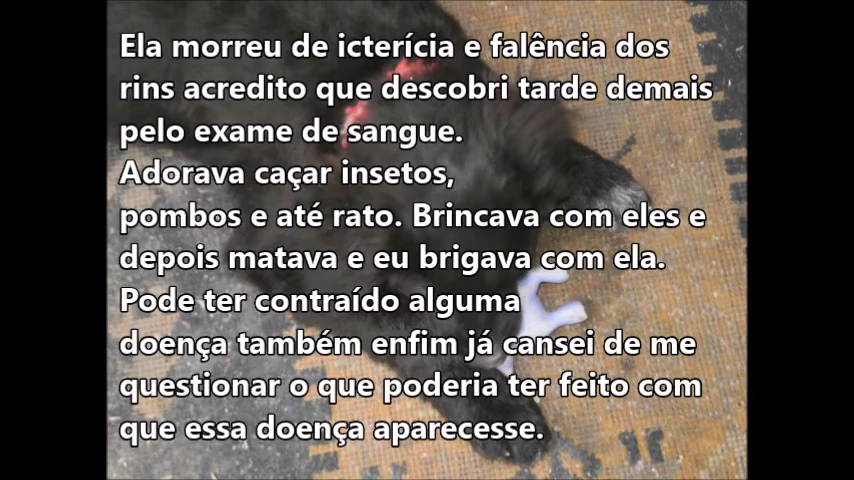 Ela morreu de icterícia e falência dos
rins acredito que descobri tarde demais
pelo exame de sangue.
Adorava caçar insetos,
pombos e até rato. Brincava com eles e
depois matava e eu brigava com ela.
Pode ter contraído alguma
doença também enfim já cansei de me
questionar o que poderia ter feito com
que essa doença aparecesse.